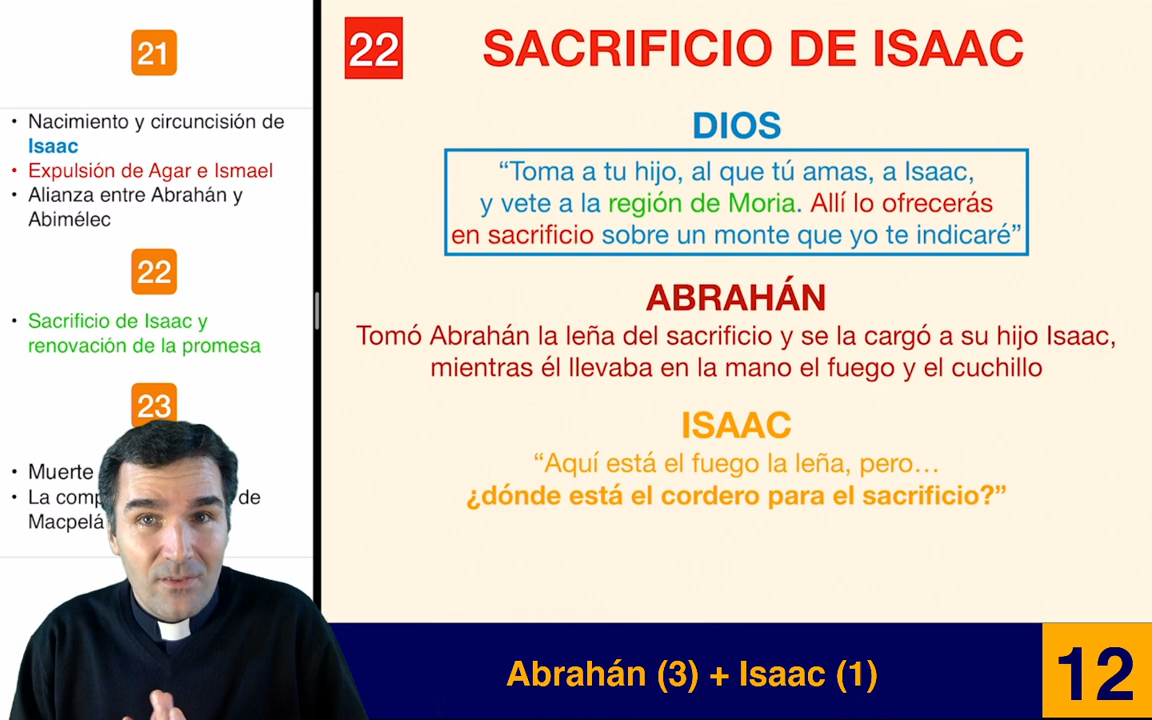 21
• Nacimiento y circuncisión de
Isaac
• Expulsión de Agar e Ismael
• Alianza entre Abrahán y
Abimélec
22
• Sacrificio de Isaac y
renovación de la promesa
23
• Muerte
• La comp de
Macpelá
22 SACRIFICIO DE ISAAC
DIOS
“Toma a tu hijo, al que tú amas, a Isaac,
y vete a la región de Moria. Allí lo ofrecerás
en sacrificio sobre un monte que yo te indicaré”
ABRAHÁN
Tomó Abrahán la leña del sacrificio y se la cargó a su hijo Isaac,
mientras él llevaba en la mano el fuego y el cuchillo
ISAAC
“Aquí está el fuego la leña, pero…
¿dónde está el cordero para el sacrificio?”
Abrahán (3) + Isaac (1)
12